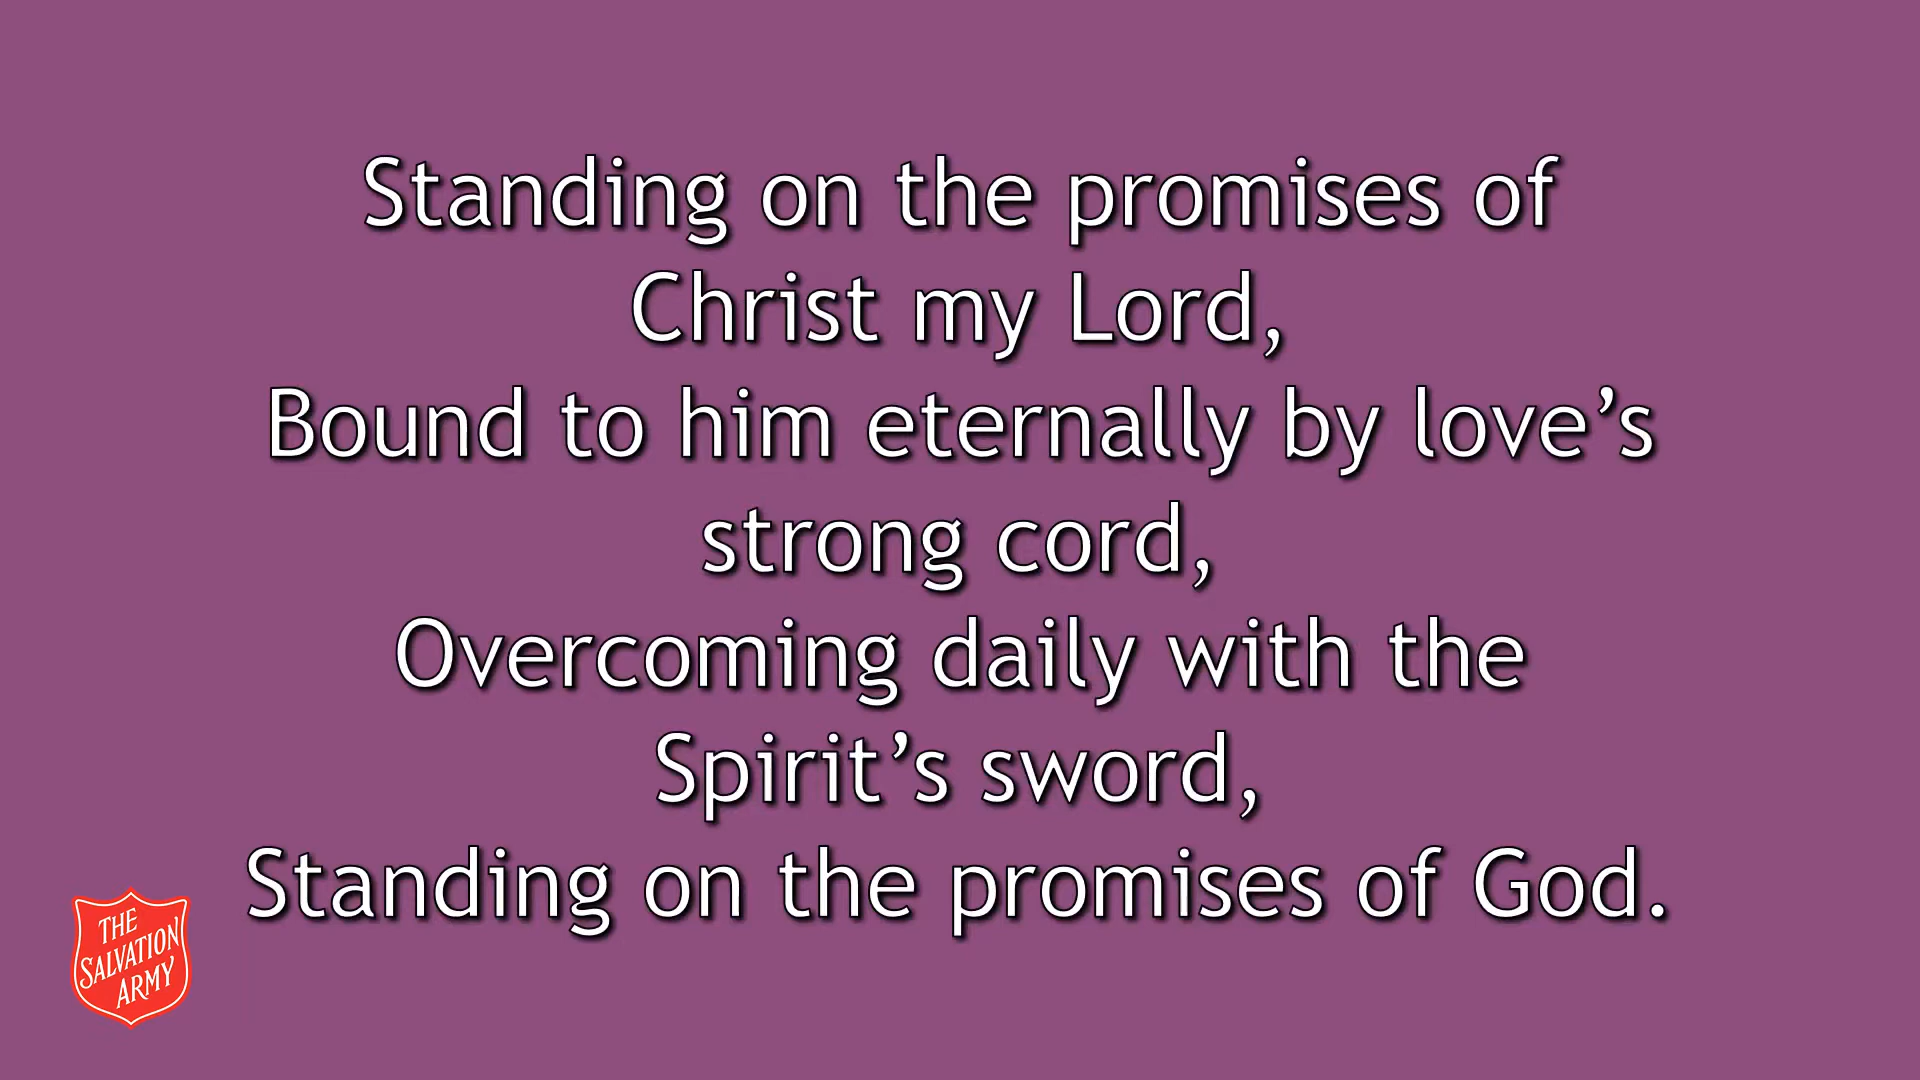 Standing on the promises of
Christ my Lord,
Bound to him eternally by love’s
strong cord,
Overcoming daily with the
Spirit’s sword,
Standing on the promises of God.
THE
SALVATION
ARMY